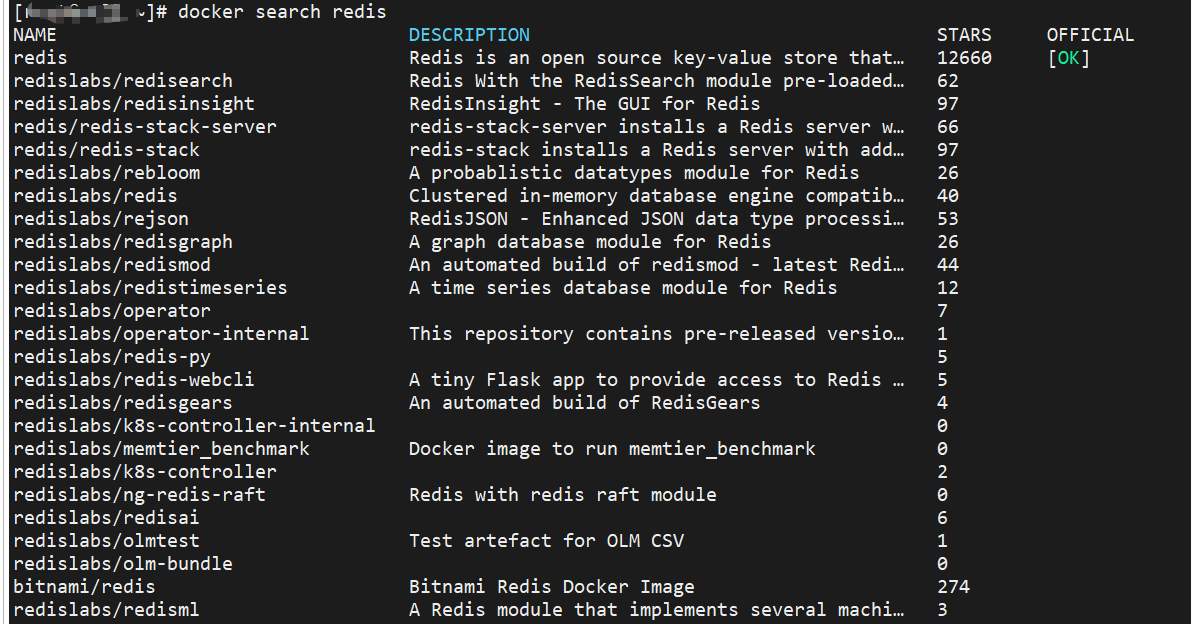 ~]# docker search redis
NAME DESCRIPTION STARS OFFICIAL
redis Redis is an open source key-value store that… 12660 [OK]
redislabs/redisearch Redis With the RedisSearch module pre-loaded… 62
redislabs/redisinsight RedisInsight - The GUI for Redis 97
redis/redis-stack-server redis-stack-server installs a Redis server w… 66
redis/redis-stack redis-stack installs a Redis server with add… 97
redislabs/rebloom A probablistic datatypes module for Redis 26
redislabs/redis Clustered in-memory database engine compatib… 40
redislabs/rejson RedisJSON - Enhanced JSON data type processi… 53
redislabs/redisgraph A graph database module for Redis 26
redislabs/redismod An automated build of redismod - latest Redi… 44
redislabs/redistimeseries A time series database module for Redis 12
redislabs/operator 7
redislabs/operator-internal This repository contains pre-released versio… 1
redislabs/redis-py 5
redislabs/redis-webcli A tiny Flask app to provide access to Redis … 5
redislabs/redisgears An automated build of RedisGears 4
redislabs/k8s-controller-internal 0
redislabs/memtier_benchmark Docker image to run memtier_benchmark 0
redislabs/k8s-controller 2
redislabs/ng-redis-raft Redis with redis raft module 0
redislabs/redisai 6
redislabs/olmtest Test artefact for OLM CSV 1
redislabs/olm-bundle 0
bitnami/redis Bitnami Redis Docker Image 274
redislabs/redisml A Redis module that implements several machi… 3